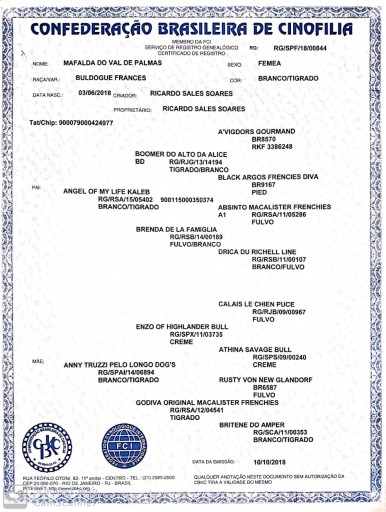 CONFEDERAÇÃO BRASILEIRA DE CINOFILIA
MEMBRO DA FCI
SERVIÇO DE REGISTRO GENEALÓGICO
CERTIFICADO DE REGISTRO
RG: RG/SPF/18/00844
NOME: MAFALDA DO VAL DE PALMAS SEXO: FEMEA
RAÇA/VAR.: BULDOGUE FRANCES COR: BRANCO/TIGRADO
DATA NASC.: 03/06/2018 CRIADOR: RICARDO SALES SOARES
PROPRIETÁRIO: RICARDO SALES SOARES
Tat/Chip: 900079000424977
A'VIGDORS GOURMAND
BR8570
RKF 3386248
BOOMER DO ALTO DA ALICE
BD RG/RJG/13/14194
TIGRADO/BRANCO
BLACK ARGOS FRENCIES DIVA
BR9167
PIED
PAI: ANGEL OF MY LIFE KALEB
RG/RSA/15/05402 900115000350374
BRANCO/TIGRADO
ABSINTO MACALISTER FRENCHIES
A1 RG/RSA/11/05286
FULVO
BRENDA DE LA FAMIGLIA
RG/RSB/14/00189
FULVO/BRANCO
DRICA DU RICHELL LINE
RG/RSB/11/00107
BRANCO/FULVO
CALAIS LE CHIEN PUCE
RG/RJB/09/00967
FULVO
ENZO OF HIGHLANDER BULL
RG/SPX/11/03735
CREME
ATHINA SAVAGE BULL
RG/SPS/09/00240
CREME
MÃE: ANNY TRUZZI PELO LONGO DOG'S
RG/SPAI/14/06894
BRANCO/TIGRADO
RUSTY VON NEW GLANDORF
BR6587
FULVO
GODIVA ORIGINAL MACALISTER FRENCHIES
RG/RSA/12/04541
TIGRADO
BRITENE DO AMPER
RG/SCA/11/00353
BRANCO/TIGRADO
CBKC
FCI
DATA DA EMISSÃO: 10/10/2018
RUA TEÓFILO OTONI, 82- 11º andar - CENTRO - TEL.: (21) 2585-2000
CEP 20.090-070 - RIO DE JANEIRO - RJ - BRASIL
QUALQUER ANOTAÇÃO NESTE DOCUMENTO SEM AUTORIZAÇÃO DA
CBKC TIRA A VALIDADE DO MESMO
CamScanner